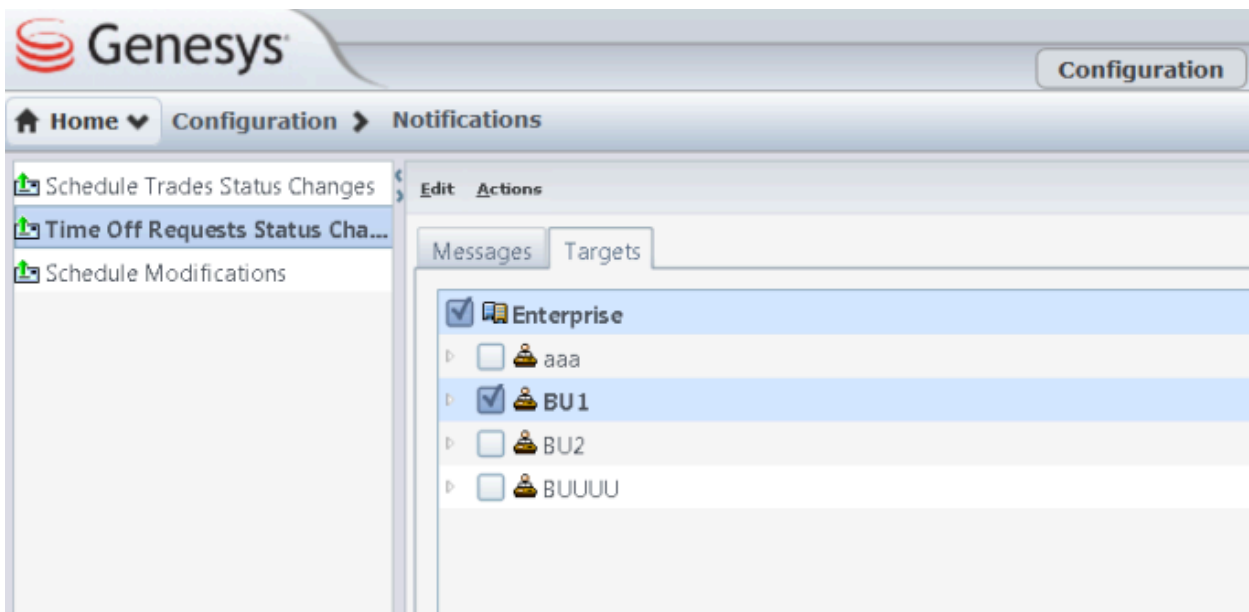 Genesys
Configuration
Home Configuration Notifications
Schedule Trades Status Changes
Time Off Requests Status Cha...
Schedule Modifications
Edit Actions
Messages Targets
Enterprise
aaa
BU1
BU2
BUUUU